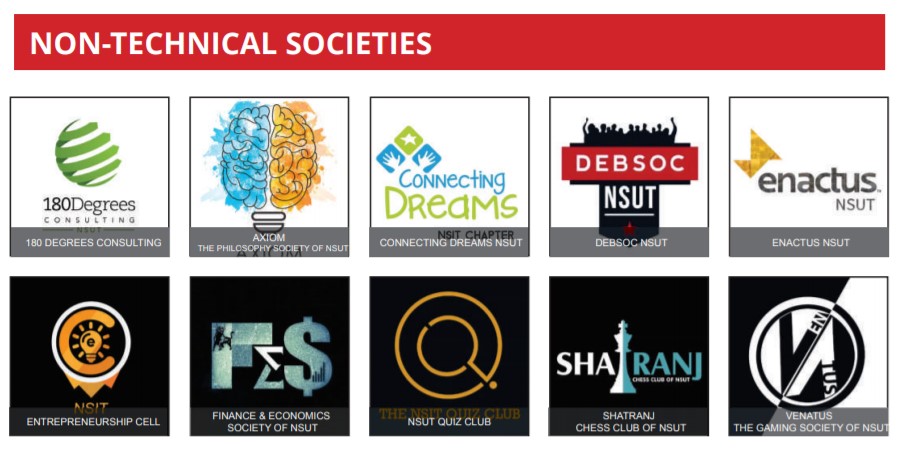 NON-TECHNICAL SOCIETIES
180Degrees
CONSULTING
NSUT
180 DEGREES CONSULTING
AXIOM
THE PHILOSOPHY SOCIETY OF NSUT
AXIOM
CONNECTING
DREAMS
NSIT CHAPTER
CONNECTING DREAMS NSUT
DEBSOC
NSUT
DEBSOC NSUT
enactus
NSUT
ENACTUS NSUT
e
NSIT
ENTREPRENEURSHIP CELL
FΣ$
FINANCE & ECONOMICS
SOCIETY OF NSUT
THE NSIT QUIZ CLUB
NSUT QUIZ CLUB
SHATRANJ
CHESS CLUB OF NSUT
SHATRANJ
CHESS CLUB OF NSUT
VENATUS
THE GAMING SOCIETY OF NSUT